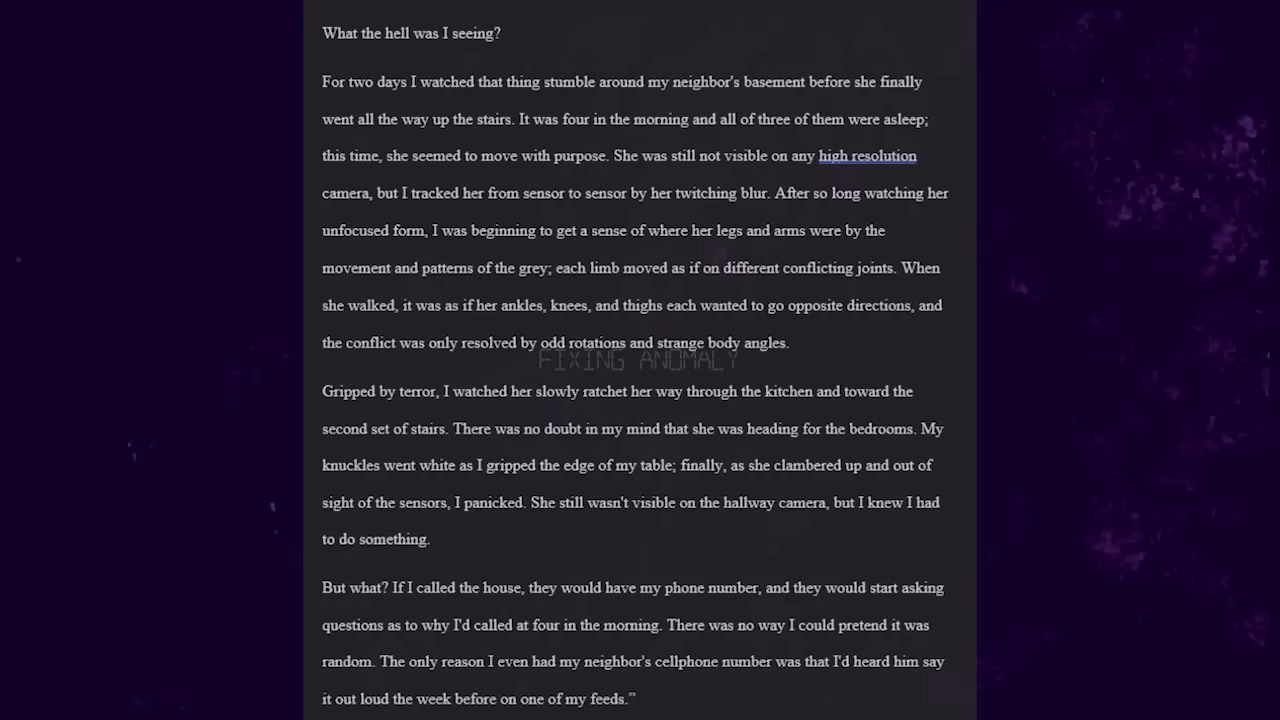 What the hell was I seeing?
For two days I watched that thing stumble around my neighbor's basement before she finally
went all the way up the stairs. It was four in the morning and all of three of them were asleep;
this time, she seemed to move with purpose. She was still not visible on any high resolution
camera, but I tracked her from sensor to sensor by her twitching blur. After so long watching her
unfocused form, I was beginning to get a sense of where her legs and arms were by the
movement and patterns of the grey; each limb moved as if on different conflicting joints. When
she walked, it was as if her ankles, knees, and thighs each wanted to go opposite directions, and
the conflict was only resolved by odd rotations and strange body angles.
FIXING ANOMALY
Gripped by terror, I watched her slowly ratchet her way through the kitchen and toward the
second set of stairs. There was no doubt in my mind that she was heading for the bedrooms. My
knuckles went white as I gripped the edge of my table; finally, as she clambered up and out of
sight of the sensors, I panicked. She still wasn't visible on the hallway camera, but I knew I had
to do something.
But what? If I called the house, they would have my phone number, and they would start asking
questions as to why I'd called at four in the morning. There was no way I could pretend it was
random. The only reason I even had my neighbor's cellphone number was that I'd heard him say
it out loud the week before on one of my feeds.”